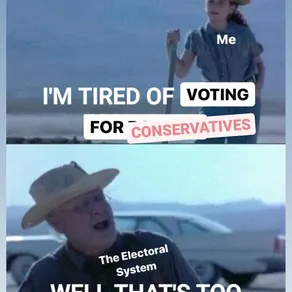 Me
I'M TIRED OF VOTING
FOR CONSERVATIVES
The Electoral
System
WELL THAT'S TOO